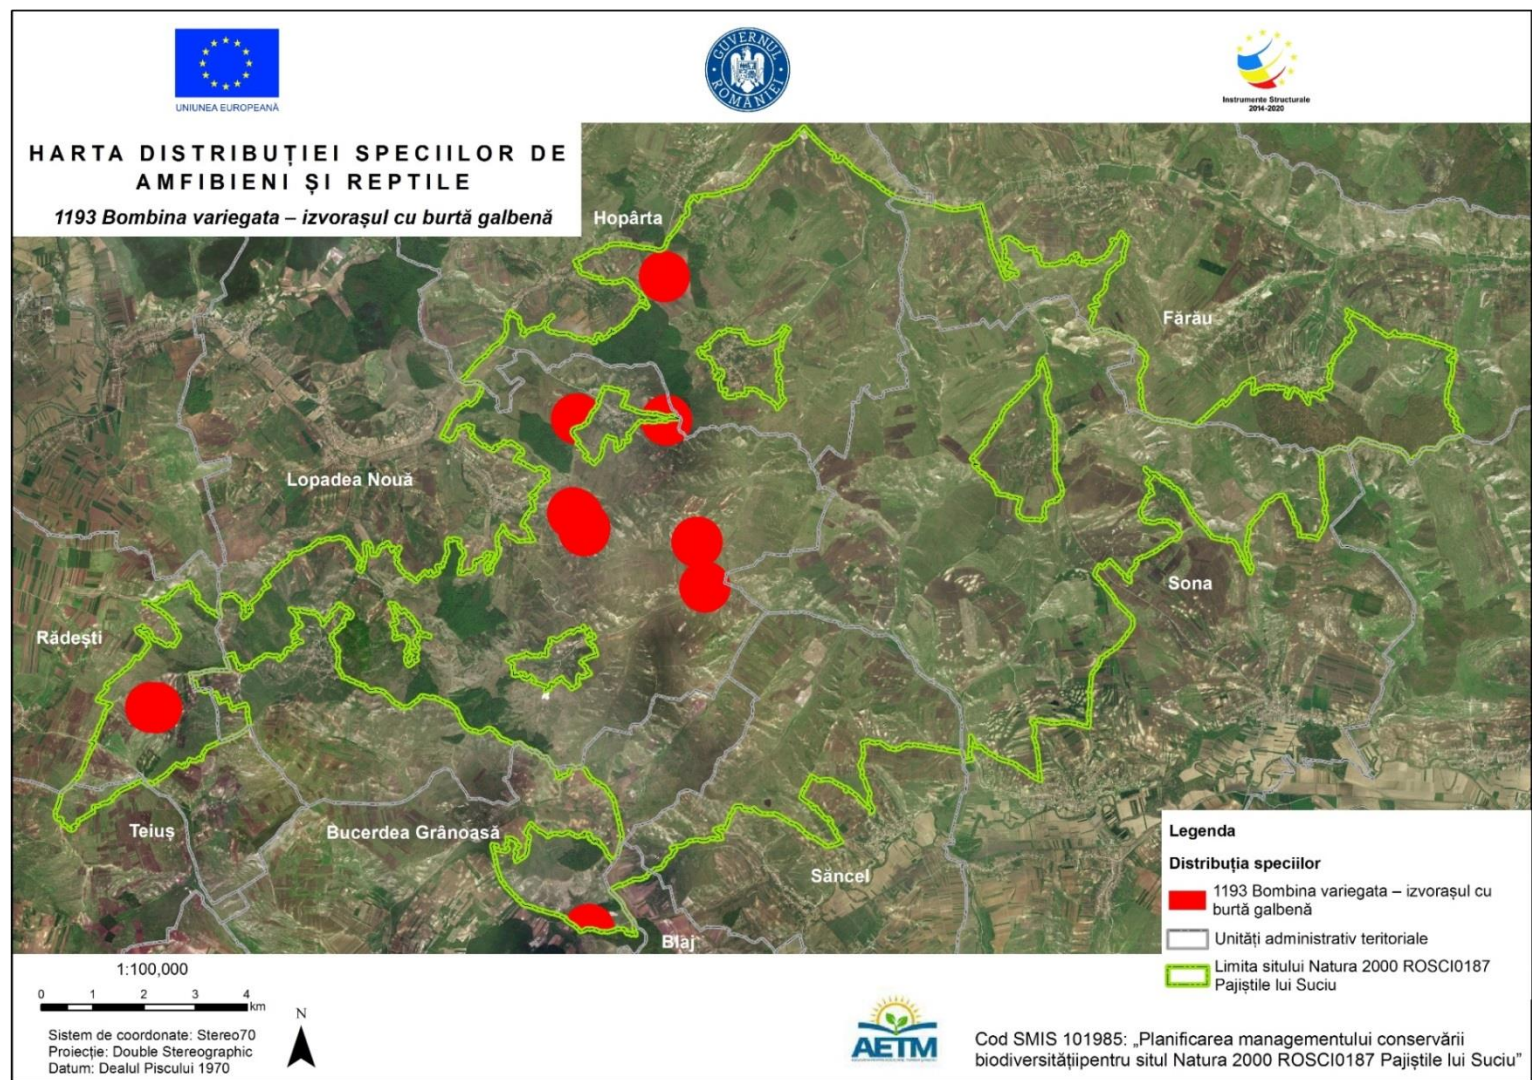 UNIUNEA EUROPEANĂ
GUVERNUL ROMÂNIEI
Instrumente Structurale
2014-2020
HARTA DISTRIBUȚIEI SPECIILOR DE
AMFIBIENI ȘI REPTILE
1193 Bombina variegata – izvorașul cu burtă galbenă
Hopârta
Fărău
Lopadea Nouă
Sona
Rădești
Teiuș
Bucerdea Grânoasă
Săncel
Blaj
Legenda
Distribuția speciilor
1193 Bombina variegata – izvorașul cu
burtă galbenă
Unități administrativ teritoriale
Limita sitului Natura 2000 ROSCI0187
Pajiștile lui Suciu
1:100,000
0 1 2 3 4
km
N
Sistem de coordonate: Stereo70
Proiecție: Double Stereographic
Datum: Dealul Piscului 1970
AETM
Cod SMIS 101985: „Planificarea managementului conservării
biodiversitățiipentru situl Natura 2000 ROSCI0187 Pajiștile lui Suciu”